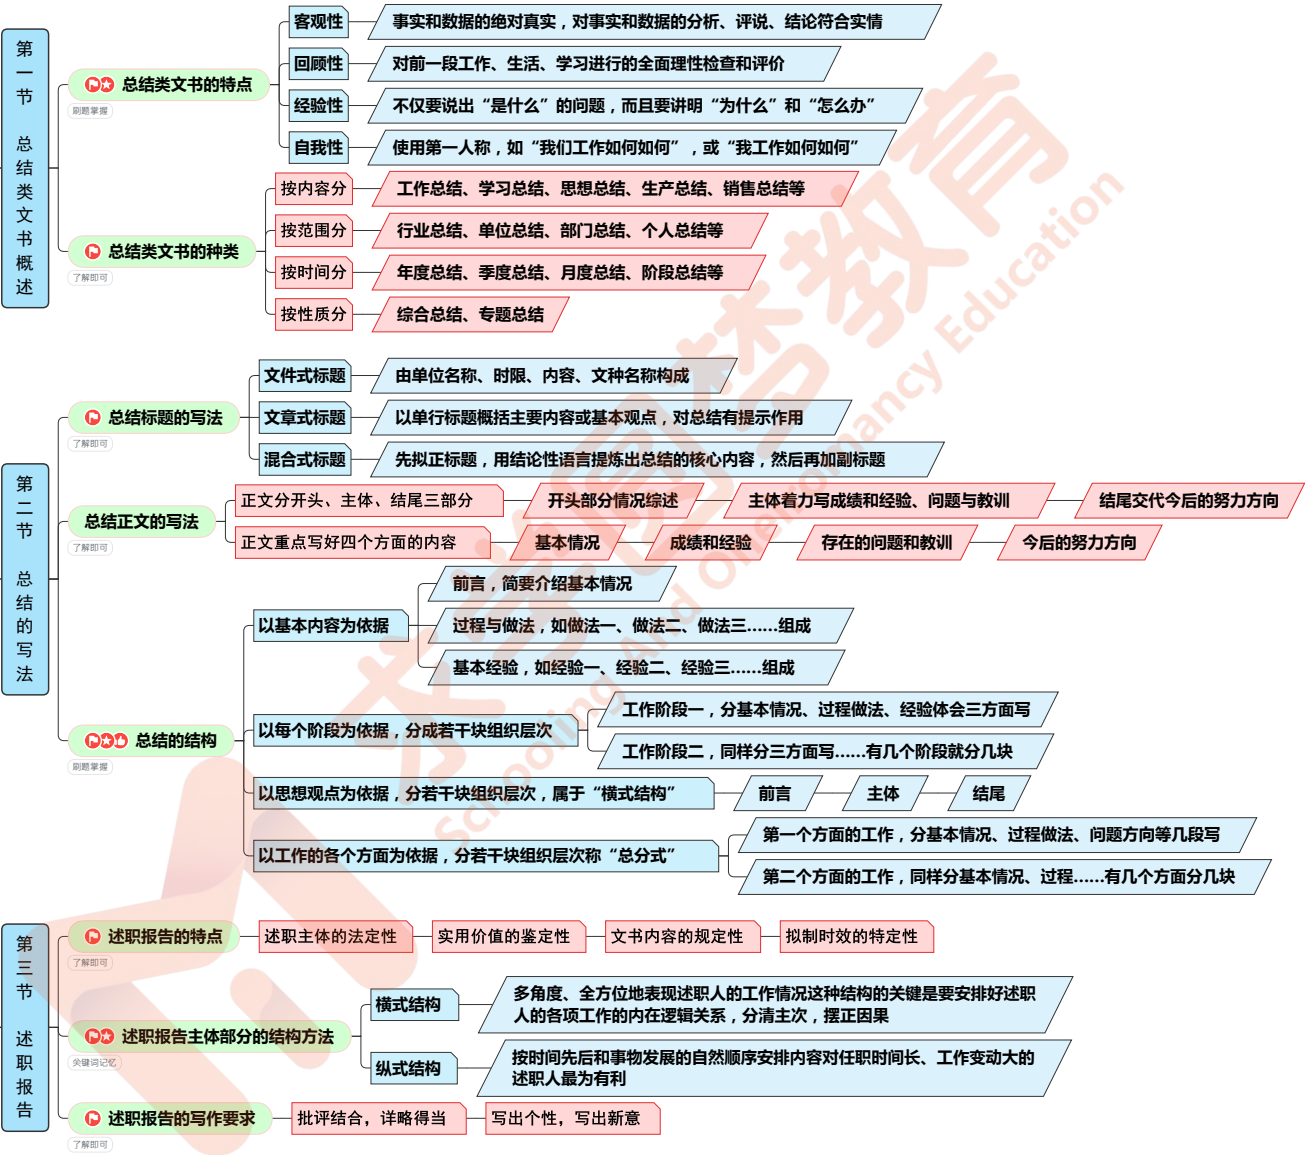 第一节 总结类文书概述
总结类文书的特点
刷题掌握
客观性
事实和数据的绝对真实，对事实和数据的分析、评说、结论符合实情
回顾性
对前一段工作、生活、学习进行的全面理性检查和评价
经验性
不仅要说出“是什么”的问题，而且要讲明“为什么”和“怎么办”
自我性
使用第一人称，如“我们工作如何如何”，或“我工作如何如何”
总结类文书的种类
了解即可
按内容分
工作总结、学习总结、思想总结、生产总结、销售总结等
按范围分
行业总结、单位总结、部门总结、个人总结等
按时间分
年度总结、季度总结、月度总结、阶段总结等
按性质分
综合总结、专题总结
第二节 总结的写法
总结标题的写法
了解即可
文件式标题
由单位名称、时限、内容、文种名称构成
文章式标题
以单行标题概括主要内容或基本观点，对总结有提示作用
混合式标题
先拟正标题，用结论性语言提炼出总结的核心内容，然后再加副标题
总结正文的写法
了解即可
正文分开头、主体、结尾三部分
开头部分情况综述
主体着力写成绩和经验、问题与教训
结尾交代今后的努力方向
正文重点写好四个方面的内容
基本情况
成绩和经验
存在的问题和教训
今后的努力方向
总结的结构
刷题掌握
以基本内容为依据
前言，简要介绍基本情况
过程与做法，如做法一、做法二、做法三......组成
基本经验，如经验一、经验二、经验三......组成
以每个阶段为依据，分成若干块组织层次
工作阶段一，分基本情况、过程做法、经验体会三方面写
工作阶段二，同样分三方面写......有几个阶段就分几块
以思想观点为依据，分若干块组织层次，属于“横式结构”
前言
主体
结尾
以工作的各个方面为依据，分若干块组织层次称“总分式”
第一个方面的工作，分基本情况、过程做法、问题方向等几段写
第二个方面的工作，同样分基本情况、过程......有几个方面分几块
第三节 述职报告
述职报告的特点
了解即可
述职主体的法定性
实用价值的鉴定性
文书内容的规定性
拟制时效的特定性
述职报告主体部分的结构方法
关键词记忆
横式结构
多角度、全方位地表现述职人的工作情况这种结构的关键是要安排好述职
人的各项工作的内在逻辑关系，分清主次，摆正因果
纵式结构
按时间先后和事物发展的自然顺序安排内容对任职时间长、工作变动大的
述职人最为有利
述职报告的写作要求
了解即可
批评结合，详略得当
写出个性，写出新意
求学圆梦教育
Schooling And Oneiromancy Education